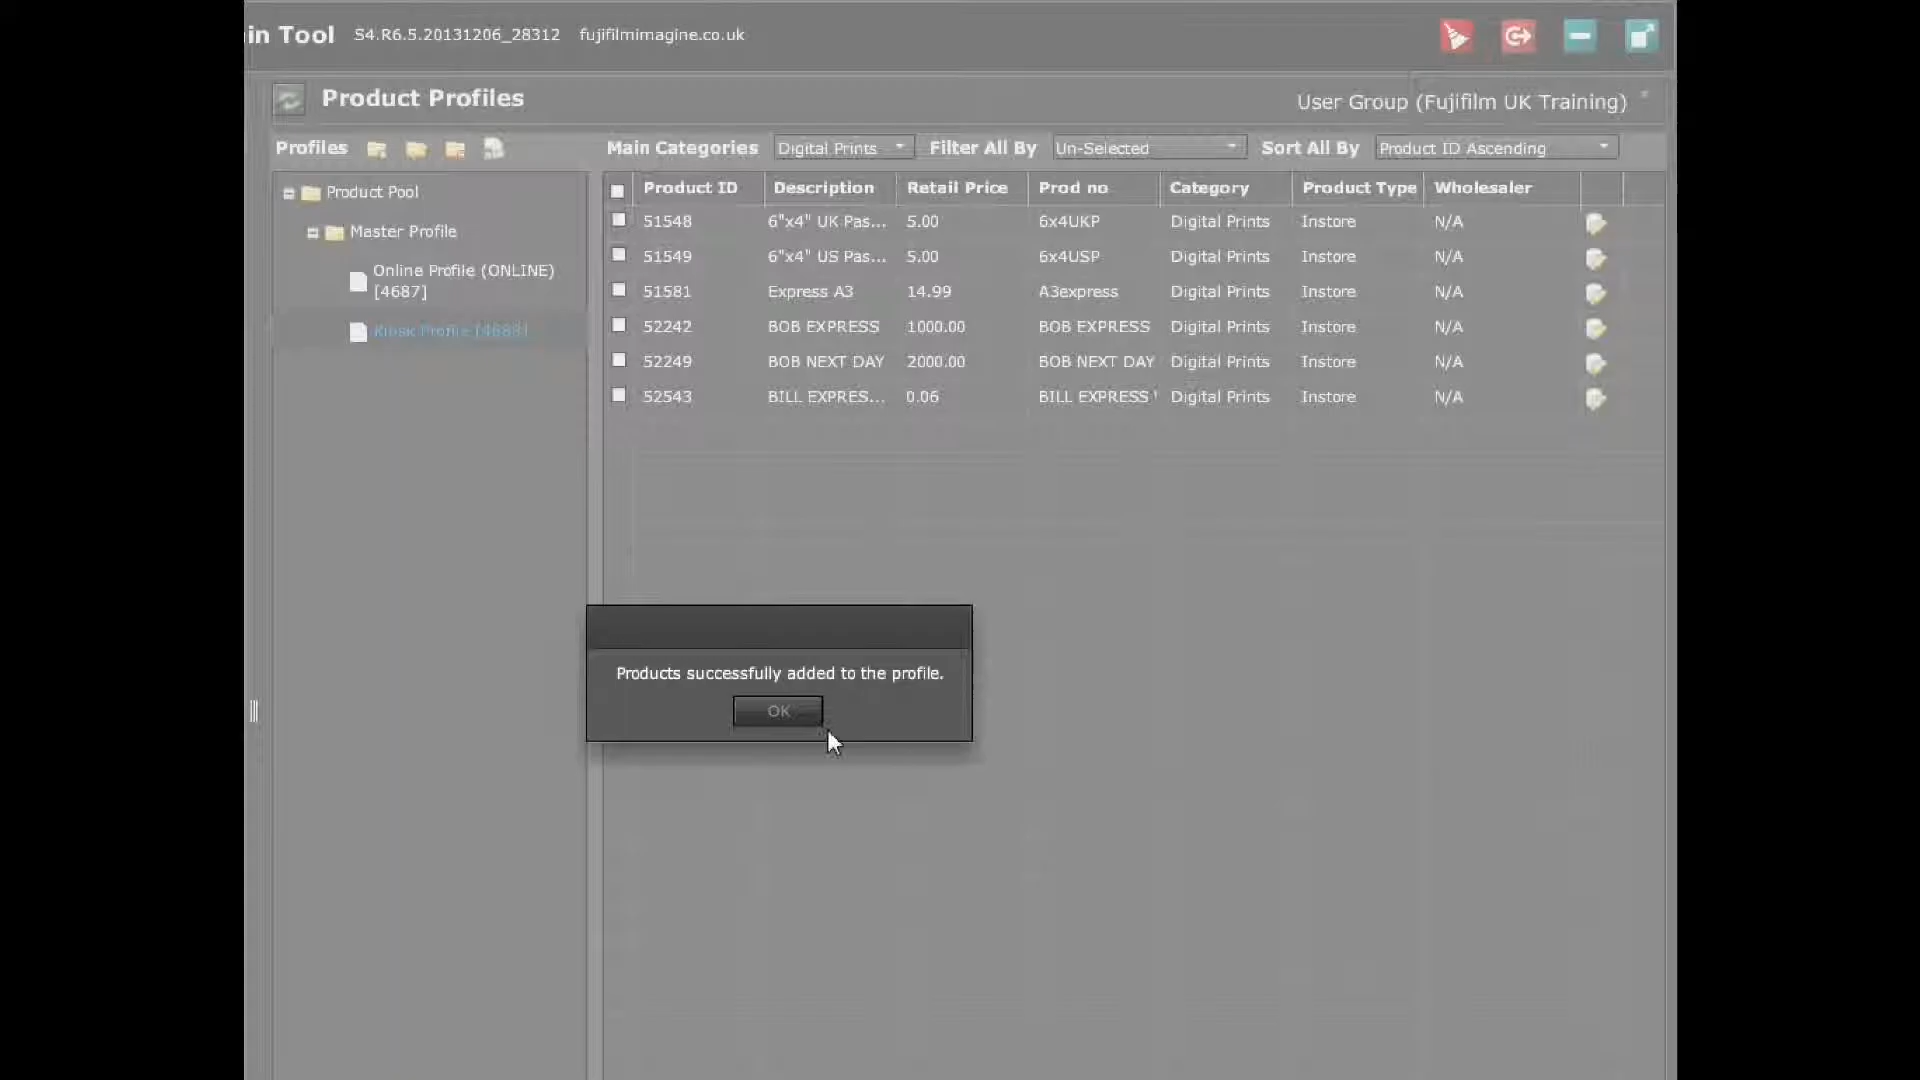 in Tool S4.R6.5.20131206_28312 fujifilmimagine.co.uk
Product Profiles
User Group (Fujifilm UK Training)
Profiles
Main Categories Digital Prints Filter All By Un-Selected Sort All By Product ID Ascending
Product Pool
Master Profile
Online Profile (ONLINE)
[4687]
Kiosk Profile [4688]
Product ID Description Retail Price Prod no Category Product Type Wholesaler
51548 6"x4" UK Pas... 5.00 6x4UKP Digital Prints Instore N/A
51549 6"x4" US Pas... 5.00 6x4USP Digital Prints Instore N/A
51581 Express A3 14.99 A3express Digital Prints Instore N/A
52242 BOB EXPRESS 1000.00 BOB EXPRESS Digital Prints Instore N/A
52249 BOB NEXT DAY 2000.00 BOB NEXT DAY Digital Prints Instore N/A
52543 BILL EXPRES... 0.06 BILL EXPRESS Digital Prints Instore N/A
Products successfully added to the profile.
OK